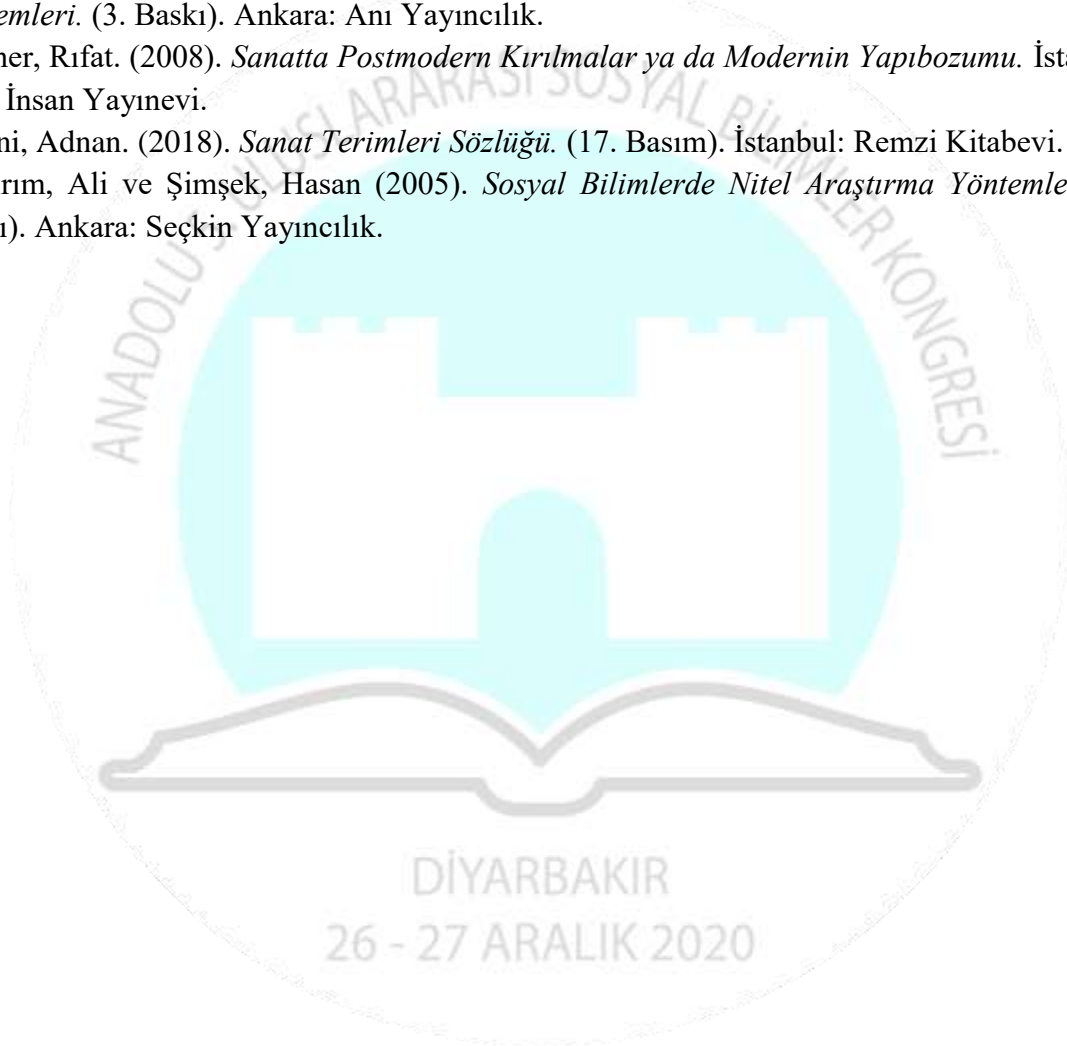 emleri. (3. Baskı). Ankara: Anı Yayıncılık.
ner, Rıfat. (2008). Sanatta Postmodern Kırılmalar ya da Modernin Yapıbozumu. İsta
İnsan Yayınevi.
ni, Adnan. (2018). Sanat Terimleri Sözlüğü. (17. Basım). İstanbul: Remzi Kitabevi.
rım, Ali ve Şimşek, Hasan (2005). Sosyal Bilimlerde Nitel Araştırma Yöntemle
ı). Ankara: Seçkin Yayıncılık.
ANADOLU 5. ULUSLARARASI SOSYAL BİLİMLER KONGRESİ
DİYARBAKIR
26 - 27 ARALIK 2020